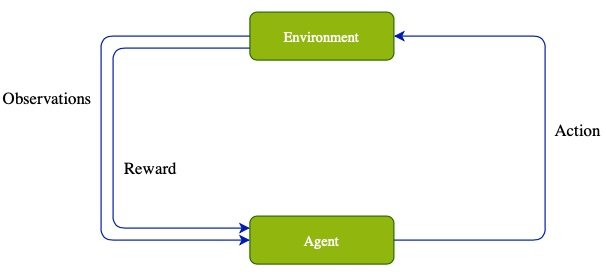 Environment
Observations
Action
Reward
Agent